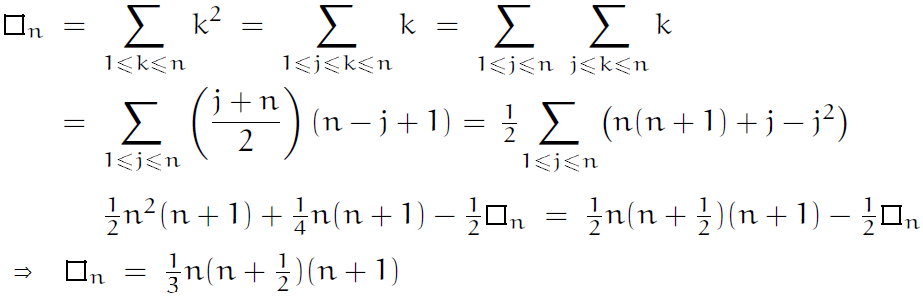 □ₙ = ∑_{1⩽k⩽n} k² = ∑_{1⩽j⩽k⩽n} k = ∑_{1⩽j⩽n} ∑_{j⩽k⩽n} k
= ∑_{1⩽j⩽n} ((j + n)/2) (n − j + 1) = ½ ∑_{1⩽j⩽n} (n(n + 1) + j − j²)
½n²(n + 1) + ¼n(n + 1) − ½□ₙ = ½n(n + ½)(n + 1) − ½□ₙ
⇒ □ₙ = ⅓n(n + ½)(n + 1)